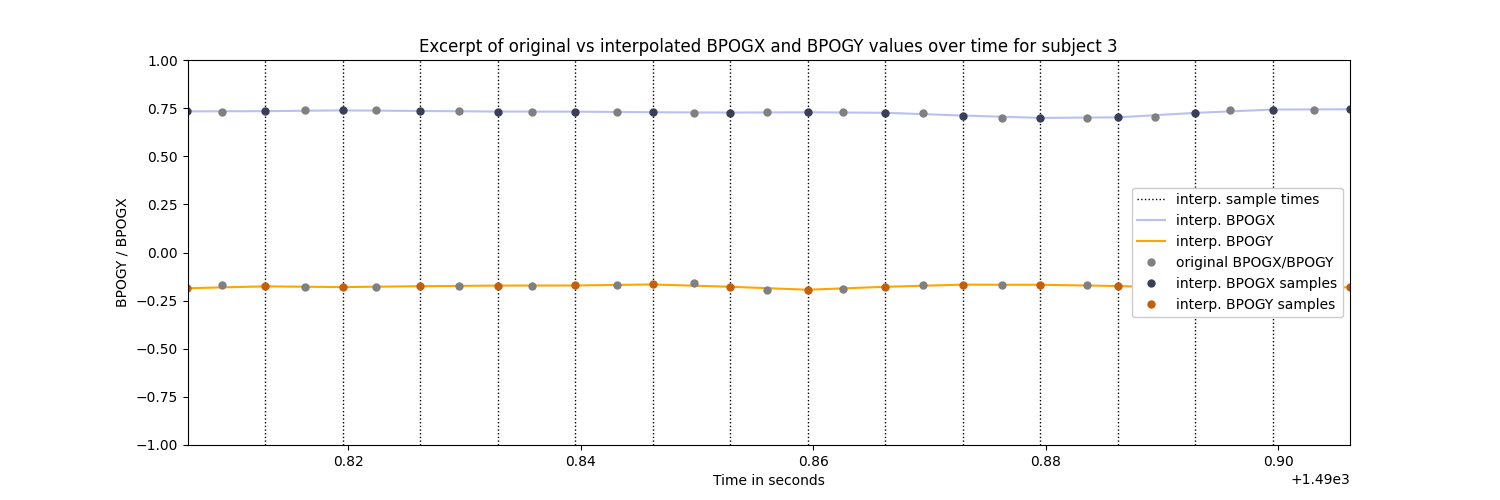 Excerpt of original vs interpolated BPOGX and BPOGY values over time for subject 3
1.00
0.75
0.50
0.25
0.00
−0.25
−0.50
−0.75
−1.00
BPOGY / BPOGX
interp. sample times
interp. BPOGX
interp. BPOGY
original BPOGX/BPOGY
interp. BPOGX samples
interp. BPOGY samples
0.82 0.84 0.86 0.88 0.90
Time in seconds
+1.49e3